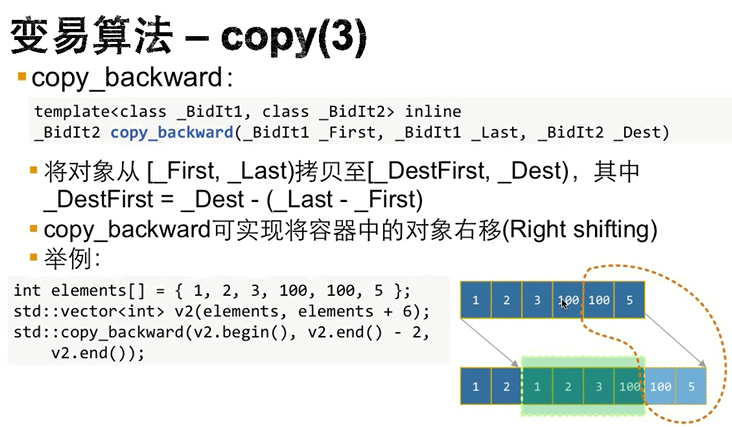 变易算法 – copy(3)
copy_backward：
template<class _BidIt1, class _BidIt2> inline
_BidIt2 copy_backward(_BidIt1 _First, _BidIt1 _Last, _BidIt2 _Dest)
将对象从 [_First, _Last)拷贝至[_DestFirst, _Dest)，其中
_DestFirst = _Dest - (_Last - _First)
copy_backward可实现将容器中的对象右移(Right shifting)
举例：
int elements[] = { 1, 2, 3, 100, 100, 5 };
std::vector<int> v2(elements, elements + 6);
std::copy_backward(v2.begin(), v2.end() - 2,
v2.end());
1 2 3 100 100 5
1 2 1 2 3 100 100 5